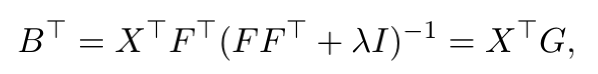 B⊤ = X⊤F⊤(FF⊤ + λI)−1 = X⊤G,